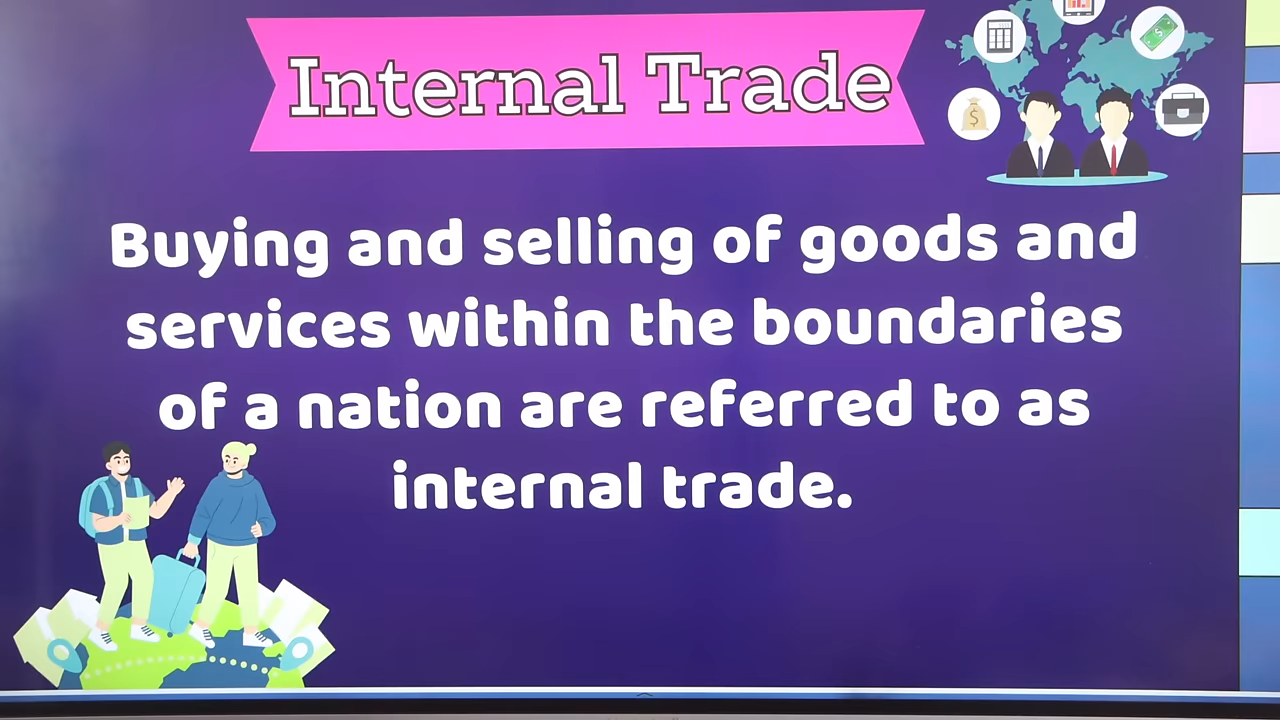 Internal Trade
Buying and selling of goods and
services within the boundaries
of a nation are referred to as
internal trade.